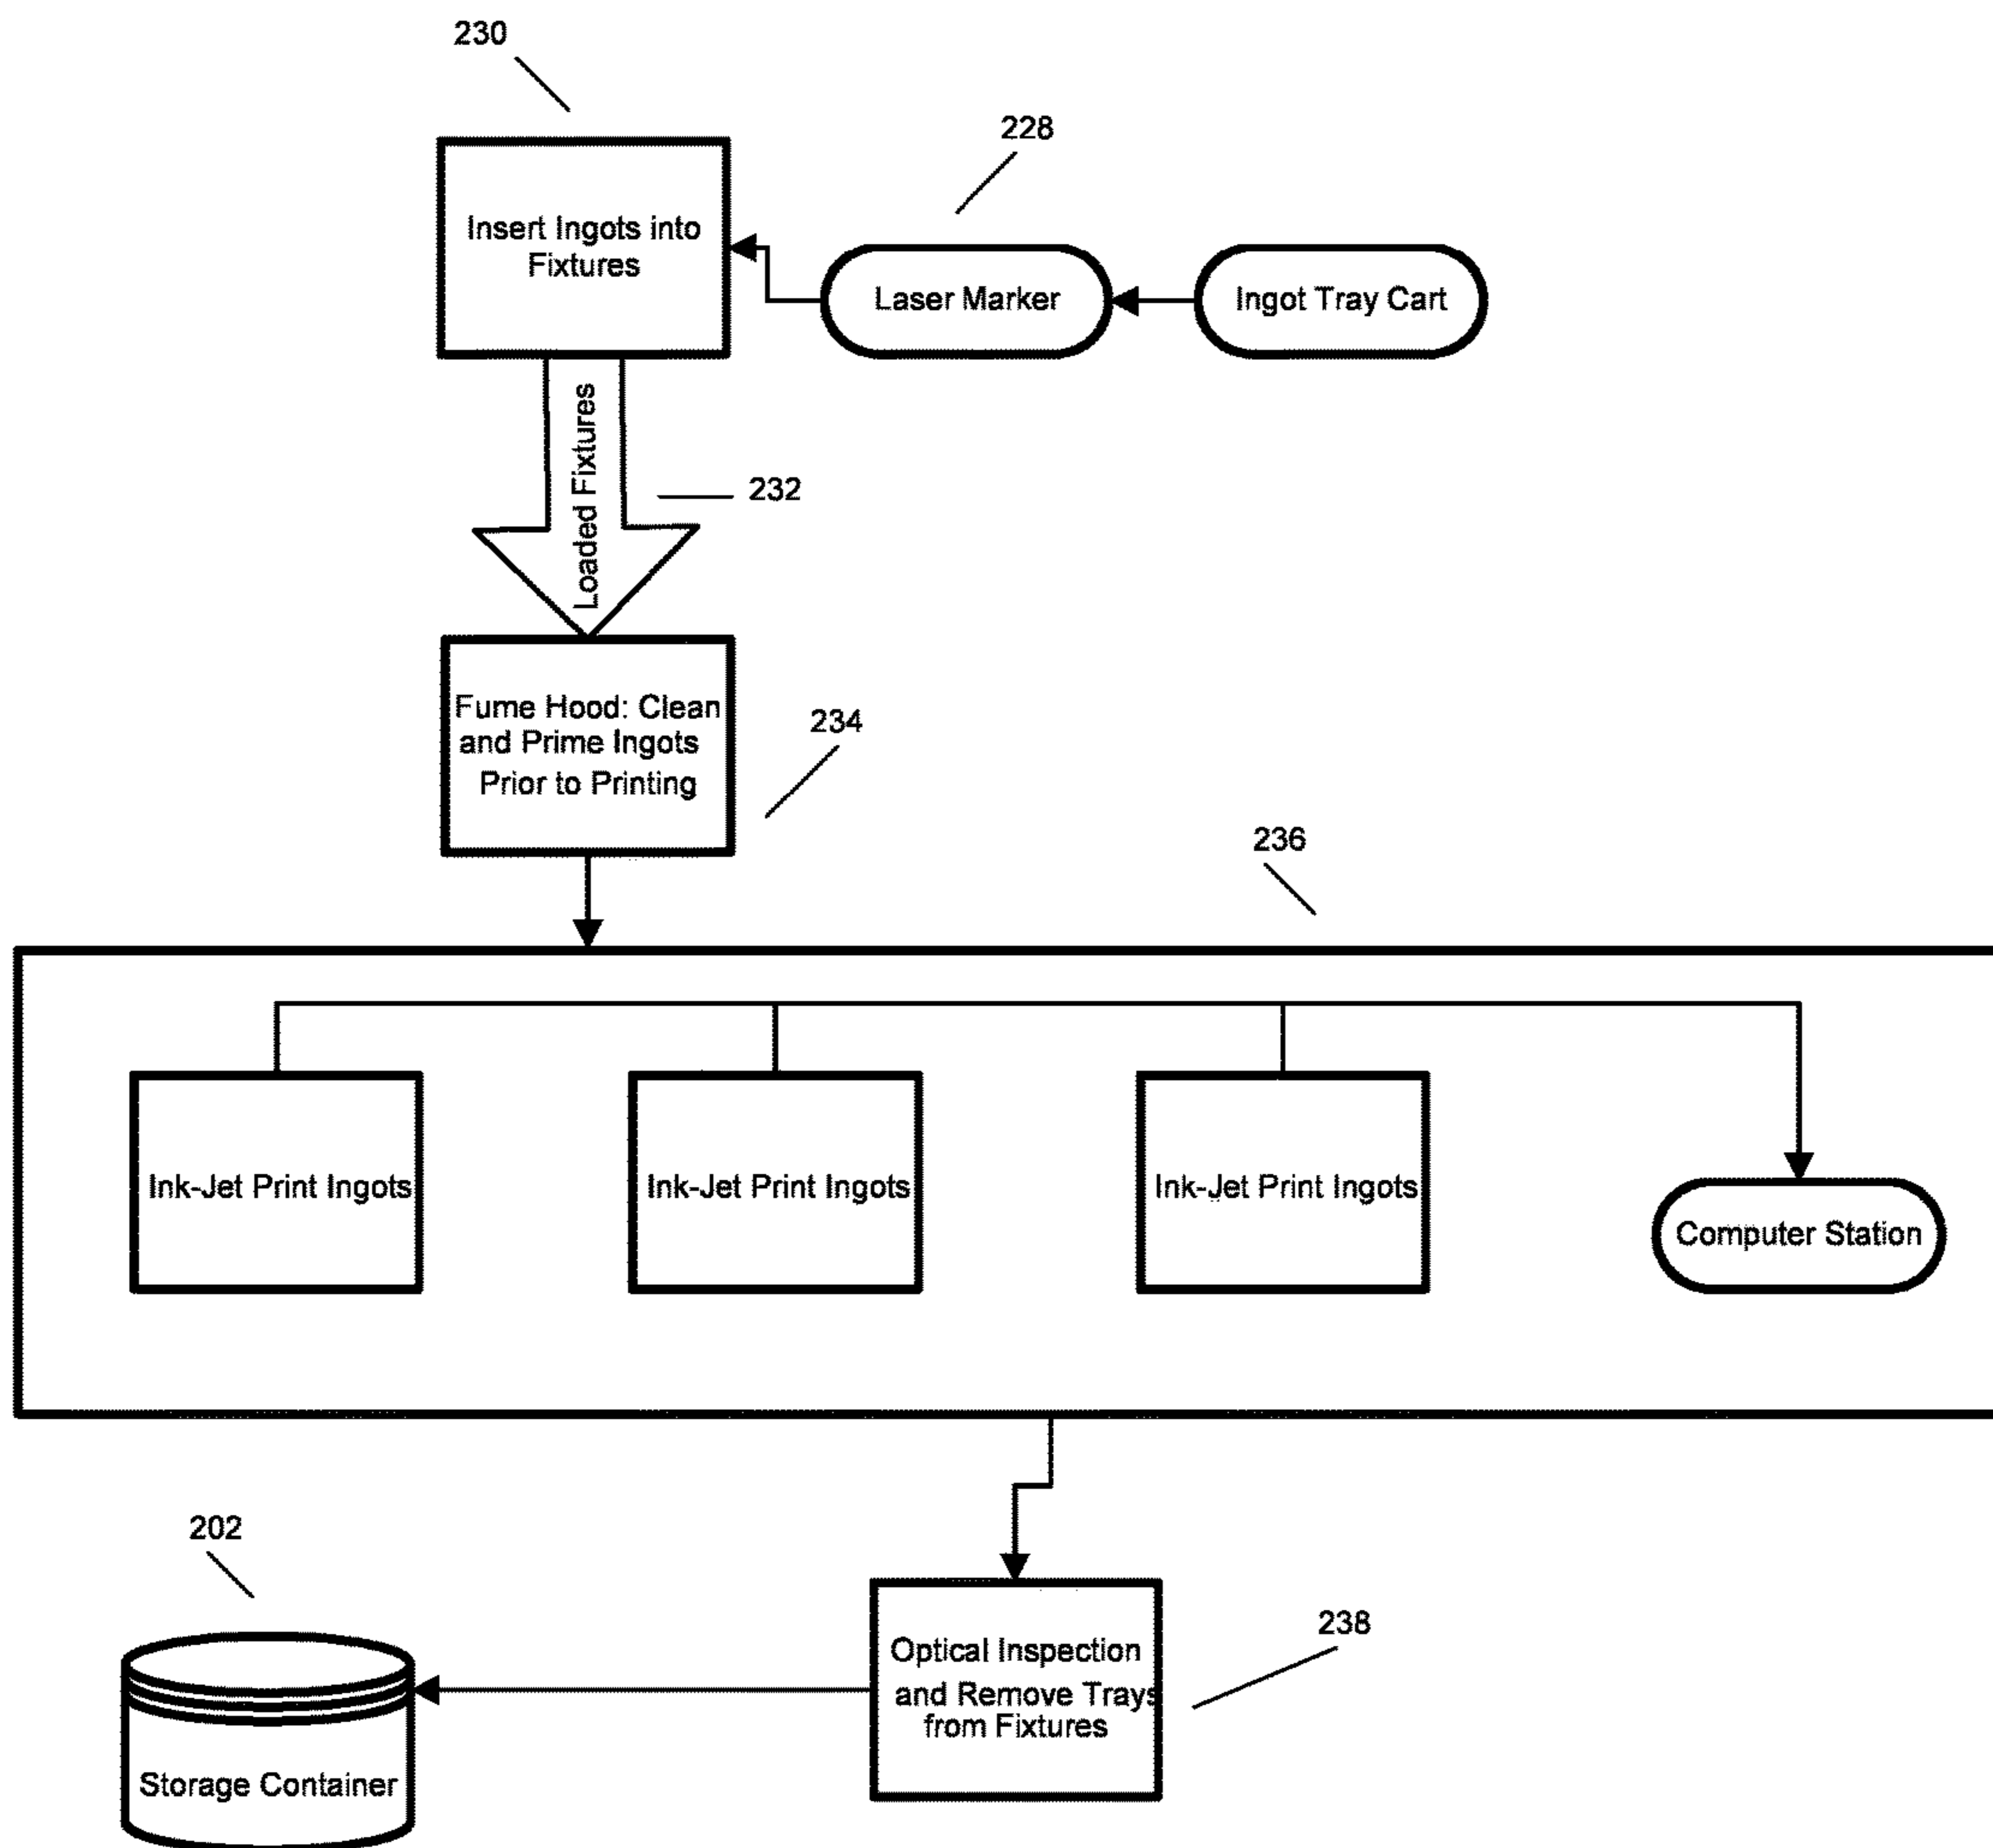 230
228
Insert Ingots into
Fixtures
Laser Marker
Ingot Tray Cart
Loaded Fixtures
232
Fume Hood: Clean
and Prime Ingots
Prior to Printing
234
236
Ink-Jet Print Ingots
Ink-Jet Print Ingots
Ink-Jet Print Ingots
Computer Station
202
238
Optical Inspection
and Remove Trays
from Fixtures
Storage Container